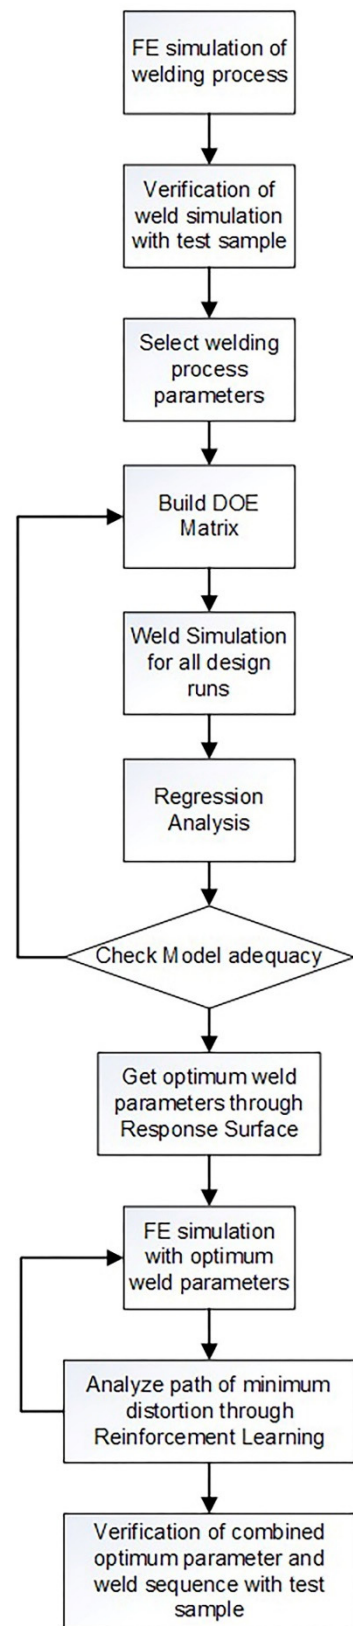 FE simulation of
welding process
Verification of
weld simulation
with test sample
Select welding
process
parameters
Build DOE
Matrix
Weld Simulation
for all design
runs
Regression
Analysis
Check Model adequacy
Get optimum weld
parameters through
Response Surface
FE simulation
with optimum
weld parameters
Analyze path of minimum
distortion through
Reinforcement Learning
Verification of combined
optimum parameter and
weld sequence with test
sample